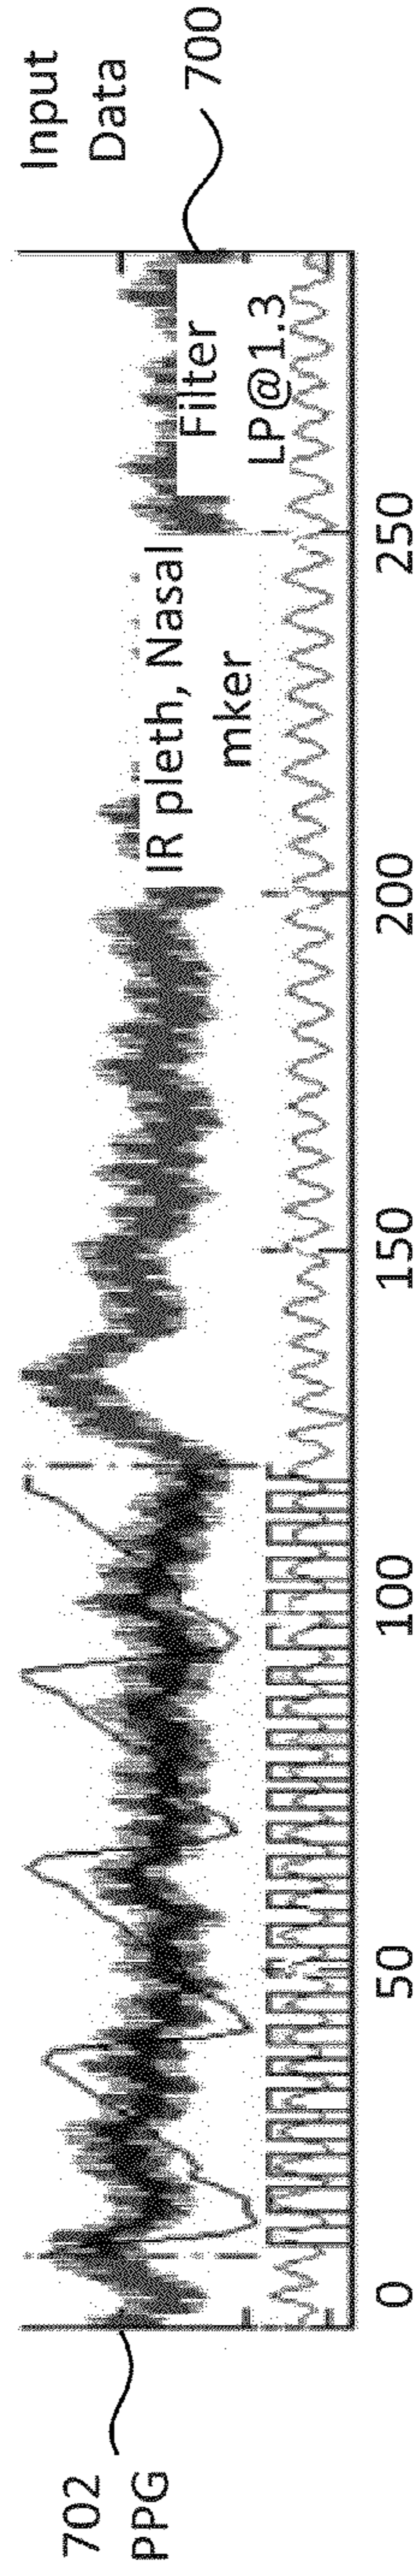 702
PPG
IR pleth, Nasal
mker
Filter
LP@1.3
Input
Data
700
0
50
100
150
200
250